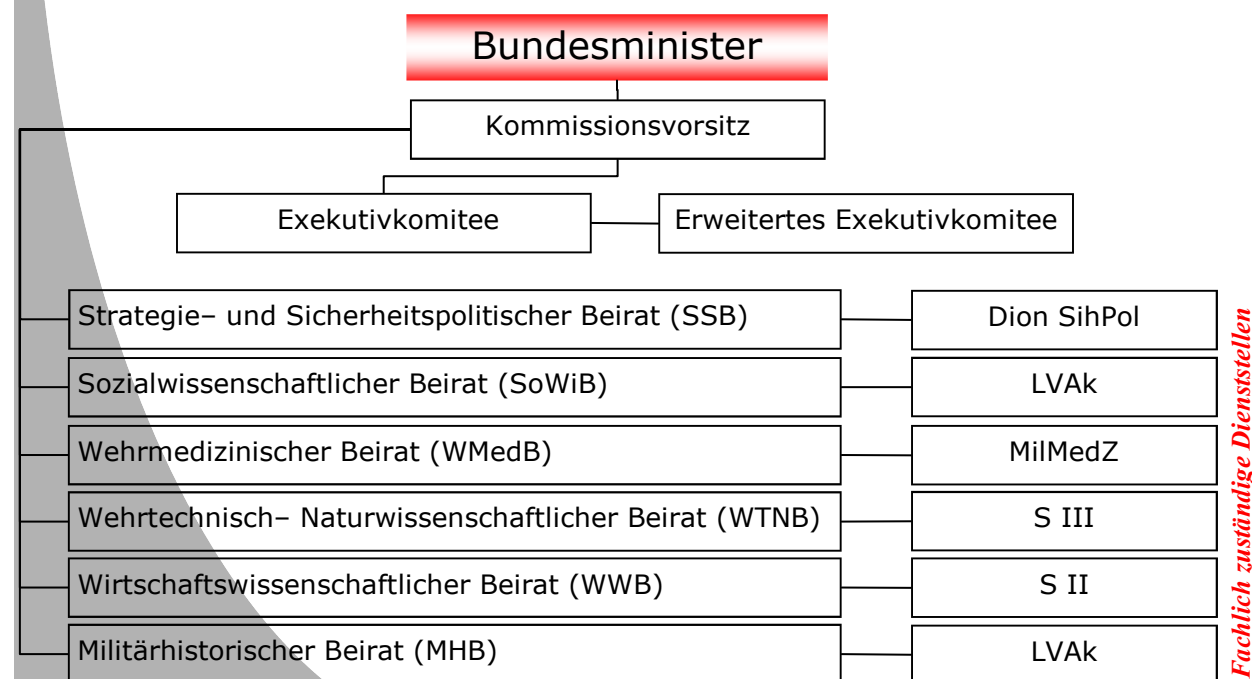 Bundesminister
Kommissionsvorsitz
Exekutivkomitee
Erweitertes Exekutivkomitee
Strategie– und Sicherheitspolitischer Beirat (SSB)
Dion SihPol
Sozialwissenschaftlicher Beirat (SoWiB)
LVAk
Wehrmedizinischer Beirat (WMedB)
MilMedZ
Wehrtechnisch– Naturwissenschaftlicher Beirat (WTNB)
S III
Wirtschaftswissenschaftlicher Beirat (WWB)
S II
Militärhistorischer Beirat (MHB)
LVAk
Fachlich zuständige Dienststellen